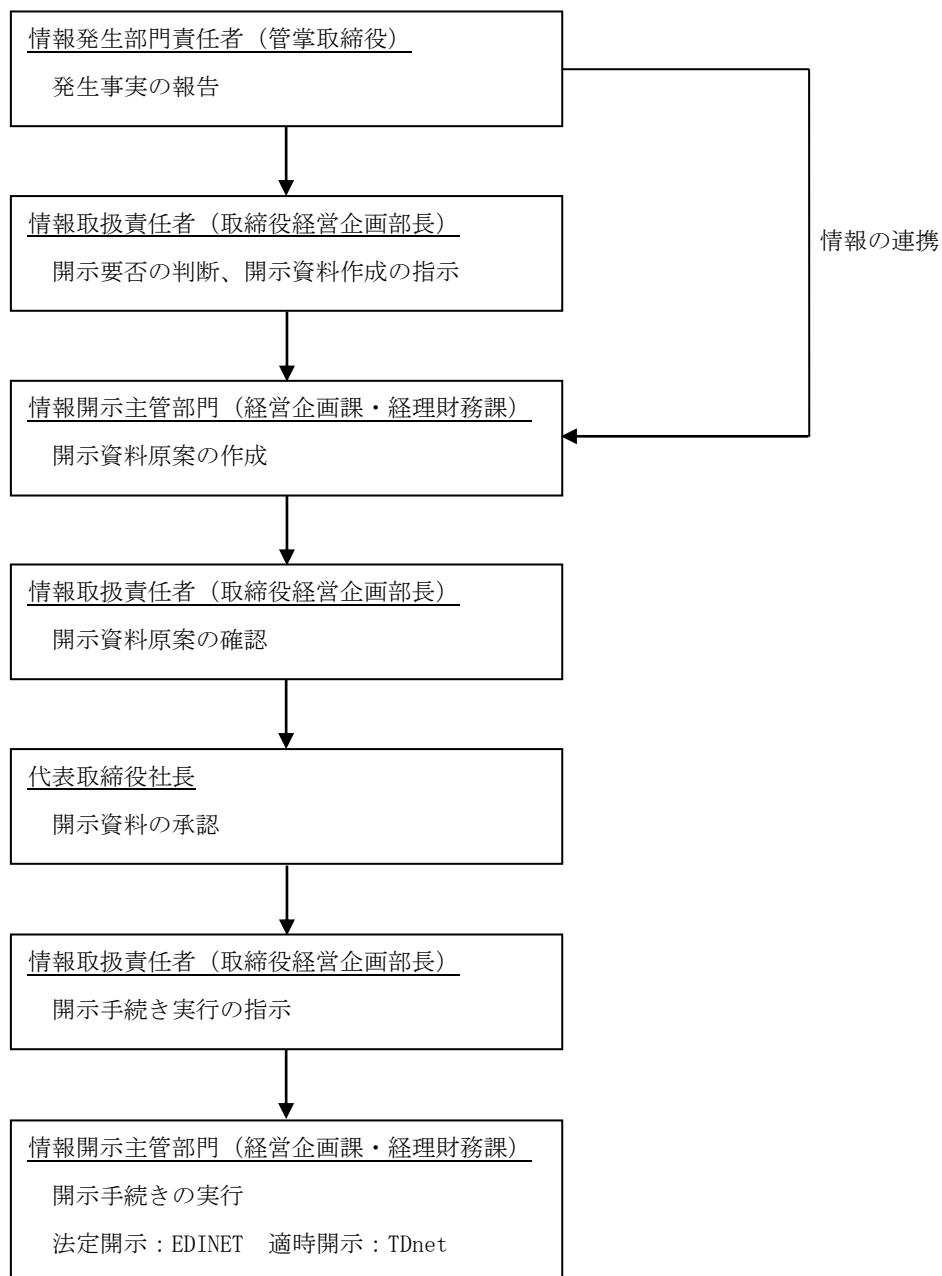 情報発生部門責任者（管掌取締役）
発生事実の報告
情報取扱責任者（取締役経営企画部長）
開示要否の判断、開示資料作成の指示
情報の連携
情報開示主管部門（経営企画課・経理財務課）
開示資料原案の作成
情報取扱責任者（取締役経営企画部長）
開示資料原案の確認
代表取締役社長
開示資料の承認
情報取扱責任者（取締役経営企画部長）
開示手続き実行の指示
情報開示主管部門（経営企画課・経理財務課）
開示手続きの実行
法定開示：EDINET　適時開示：TDnet